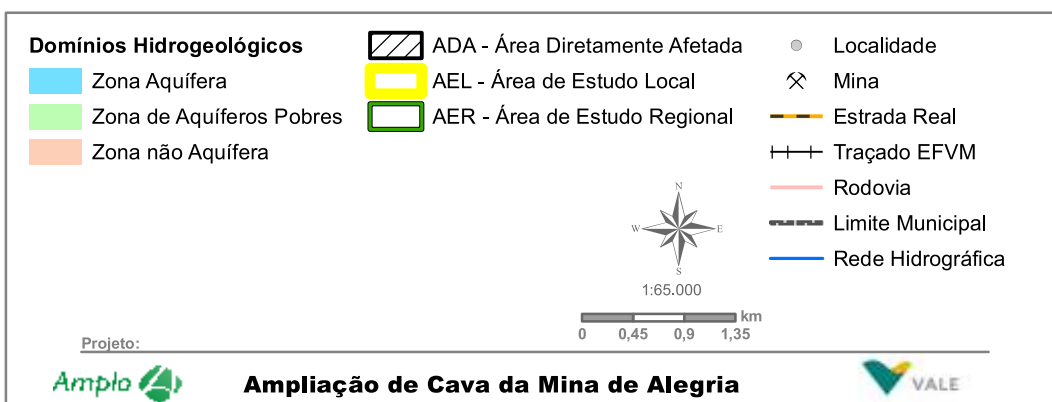 Domínios Hidrogeológicos
Zona Aquífera
Zona de Aquíferos Pobres
Zona não Aquífera
ADA - Área Diretamente Afetada
AEL - Área de Estudo Local
AER - Área de Estudo Regional
Localidade
Mina
Estrada Real
Traçado EFVM
Rodovia
Limite Municipal
Rede Hidrográfica
N
W E
S
1:65.000
km
0 0,45 0,9 1,35
Projeto:
Amplo
Ampliação de Cava da Mina de Alegria
VALE